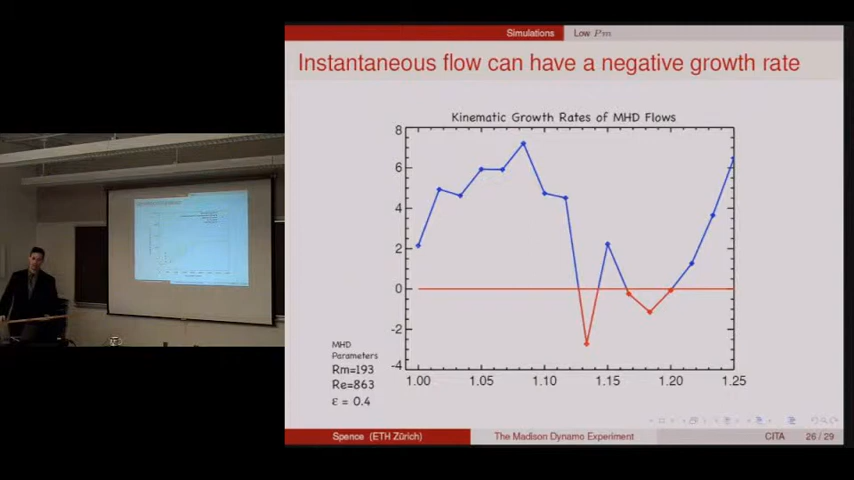 Simulations Low Pm
Instantaneous flow can have a negative growth rate
Kinematic Growth Rates of MHD Flows
8
6
4
2
0
-2
-4
1.00 1.05 1.10 1.15 1.20 1.25
MHD
Parameters
Rm=193
Re=863
ε = 0.4
Spence (ETH Zürich) The Madison Dynamo Experiment CITA 26 / 29